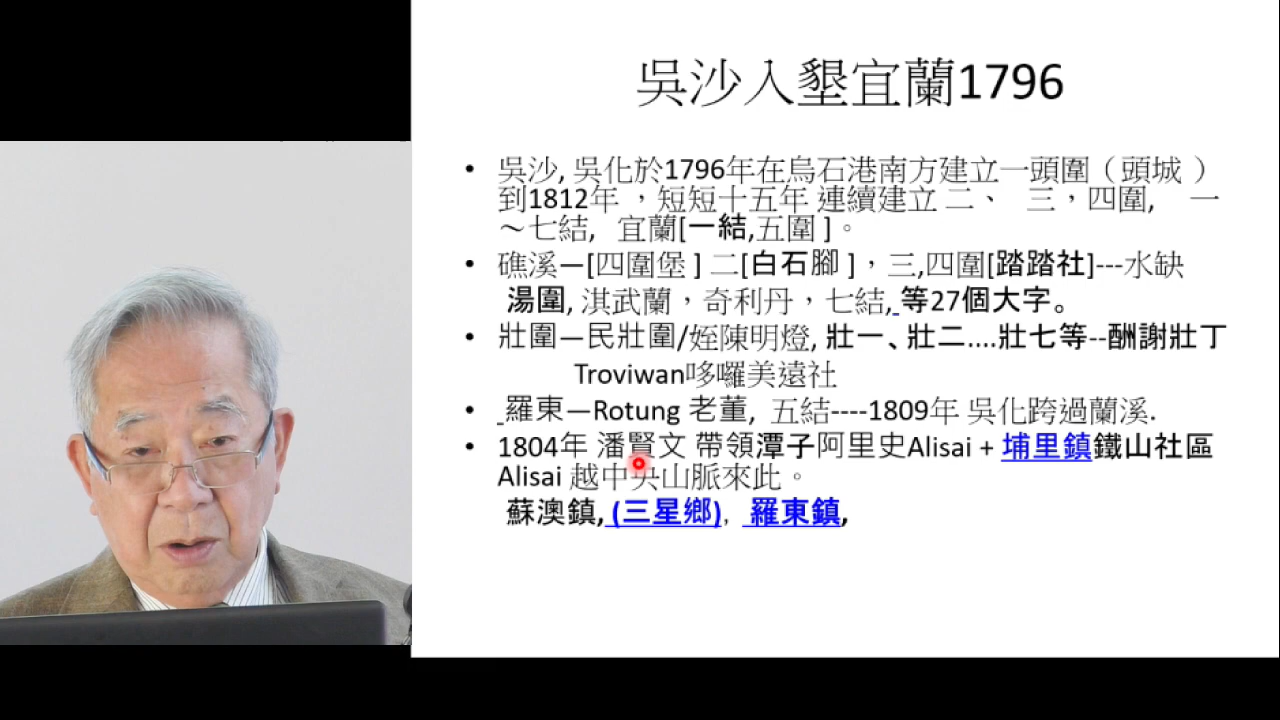 吳沙入墾宜蘭1796
• 吳沙, 吳化於1796年在烏石港南方建立一頭圍（頭城 ）
到1812年 ，短短十五年 連續建立 二、 三，四圍, 一
～七結, 宜蘭[一結,五圍 ]。
• 礁溪—[四圍堡 ] 二[白石腳 ]，三,四圍[踏踏社]---水缺
湯圍, 淇武蘭，奇利丹，七結, 等27個大字。
• 壯圍—民壯圍/姪陳明燈, 壯一、壯二....壯七等--酬謝壯丁
Troviwan哆囉美遠社
• 羅東—Rotung 老董, 五結----1809年 吳化跨過蘭溪.
• 1804年 潘賢文 帶領潭子阿里史Alisai + 埔里鎮鐵山社區
Alisai 越中央山脈來此。
蘇澳鎮, (三星鄉), 羅東鎮,